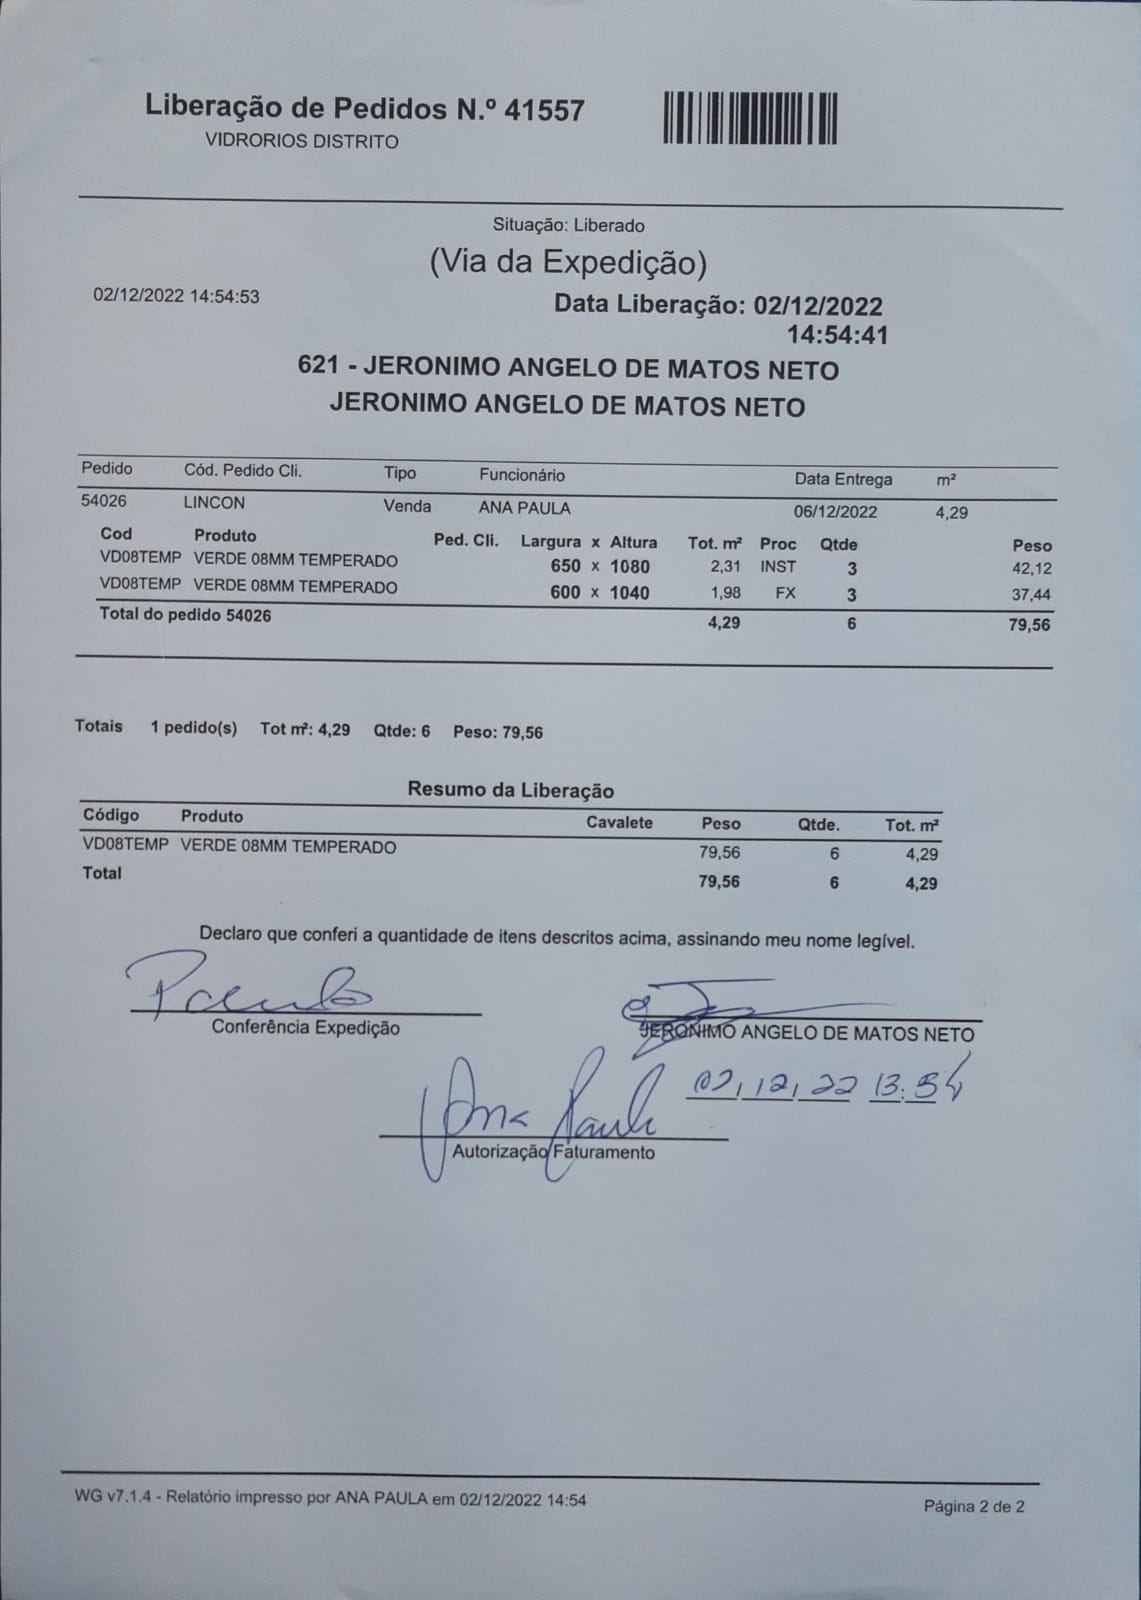 Liberação de Pedidos N.º 41557
VIDRORIOS DISTRITO
Situação: Liberado
(Via da Expedição)
02/12/2022 14:54:53
Data Liberação: 02/12/2022
14:54:41
621 - JERONIMO ANGELO DE MATOS NETO
JERONIMO ANGELO DE MATOS NETO
Pedido Cód. Pedido Cli. Tipo Funcionário Data Entrega m²
54026 LINCON Venda ANA PAULA 06/12/2022 4,29
Cod Produto Ped. Cli. Largura x Altura Tot. m² Proc Qtde Peso
VD08TEMP VERDE 08MM TEMPERADO 650 x 1080 2,31 INST 3 42,12
VD08TEMP VERDE 08MM TEMPERADO 600 x 1040 1,98 FX 3 37,44
Total do pedido 54026 4,29 6 79,56
Totais 1 pedido(s) Tot m²: 4,29 Qtde: 6 Peso: 79,56
Resumo da Liberação
Código Produto Cavalete Peso Qtde. Tot. m²
VD08TEMP VERDE 08MM TEMPERADO 79,56 6 4,29
Total 79,56 6 4,29
Declaro que conferi a quantidade de itens descritos acima, assinando meu nome legível.
Conferência Expedição
JERONIMO ANGELO DE MATOS NETO
02/12/22 13:54
Ana Paula
Autorização Faturamento
WG v7.1.4 - Relatório impresso por ANA PAULA em 02/12/2022 14:54
Página 2 de 2